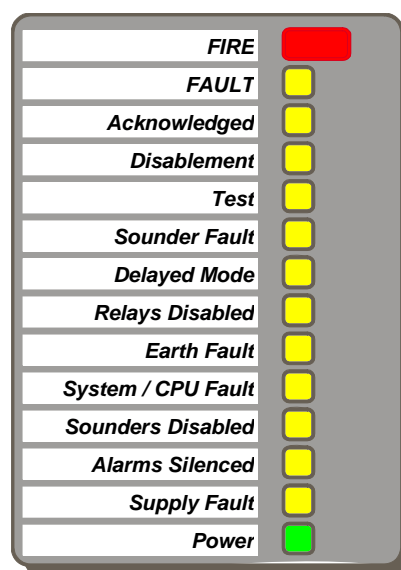 FIRE
FAULT
Acknowledged
Disablement
Test
Sounder Fault
Delayed Mode
Relays Disabled
Earth Fault
System / CPU Fault
Sounders Disabled
Alarms Silenced
Supply Fault
Power